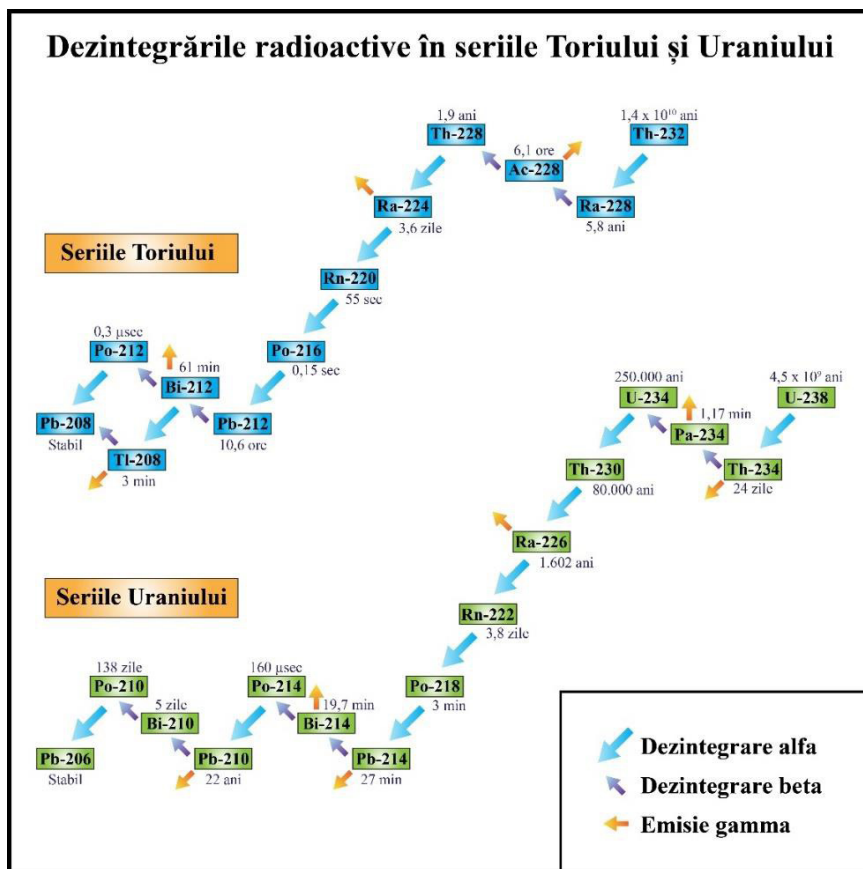 Dezintegrările radioactive în seriile Toriului și Uraniului
1,9 ani
Th-228
6,1 ore
Ac-228
1,4 x 10¹⁰ ani
Th-232
Ra-224
3,6 zile
Ra-228
5,8 ani
Seriile Toriului
Rn-220
55 sec
0,3 µsec
Po-212
61 min
Bi-212
Po-216
0,15 sec
Pb-208
Stabil
Tl-208
3 min
Pb-212
10,6 ore
250.000 ani
U-234
1,17 min
Pa-234
4,5 x 10⁹ ani
U-238
Th-230
80.000 ani
Th-234
24 zile
Ra-226
1.602 ani
Seriile Uraniului
Rn-222
3,8 zile
138 zile
Po-210
5 zile
Bi-210
160 µsec
Po-214
19,7 min
Bi-214
Po-218
3 min
Pb-206
Stabil
Pb-210
22 ani
Pb-214
27 min
Dezintegrare alfa
Dezintegrare beta
Emisie gamma